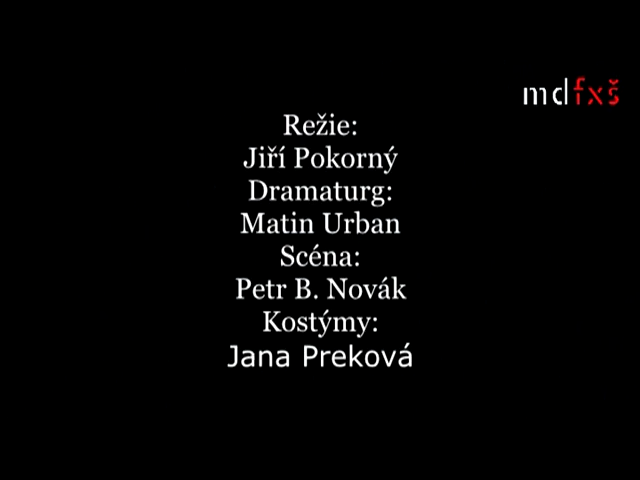 mdfxš
Režie:
Jiří Pokorný
Dramaturg:
Matin Urban
Scéna:
Petr B. Novák
Kostýmy:
Jana Preková